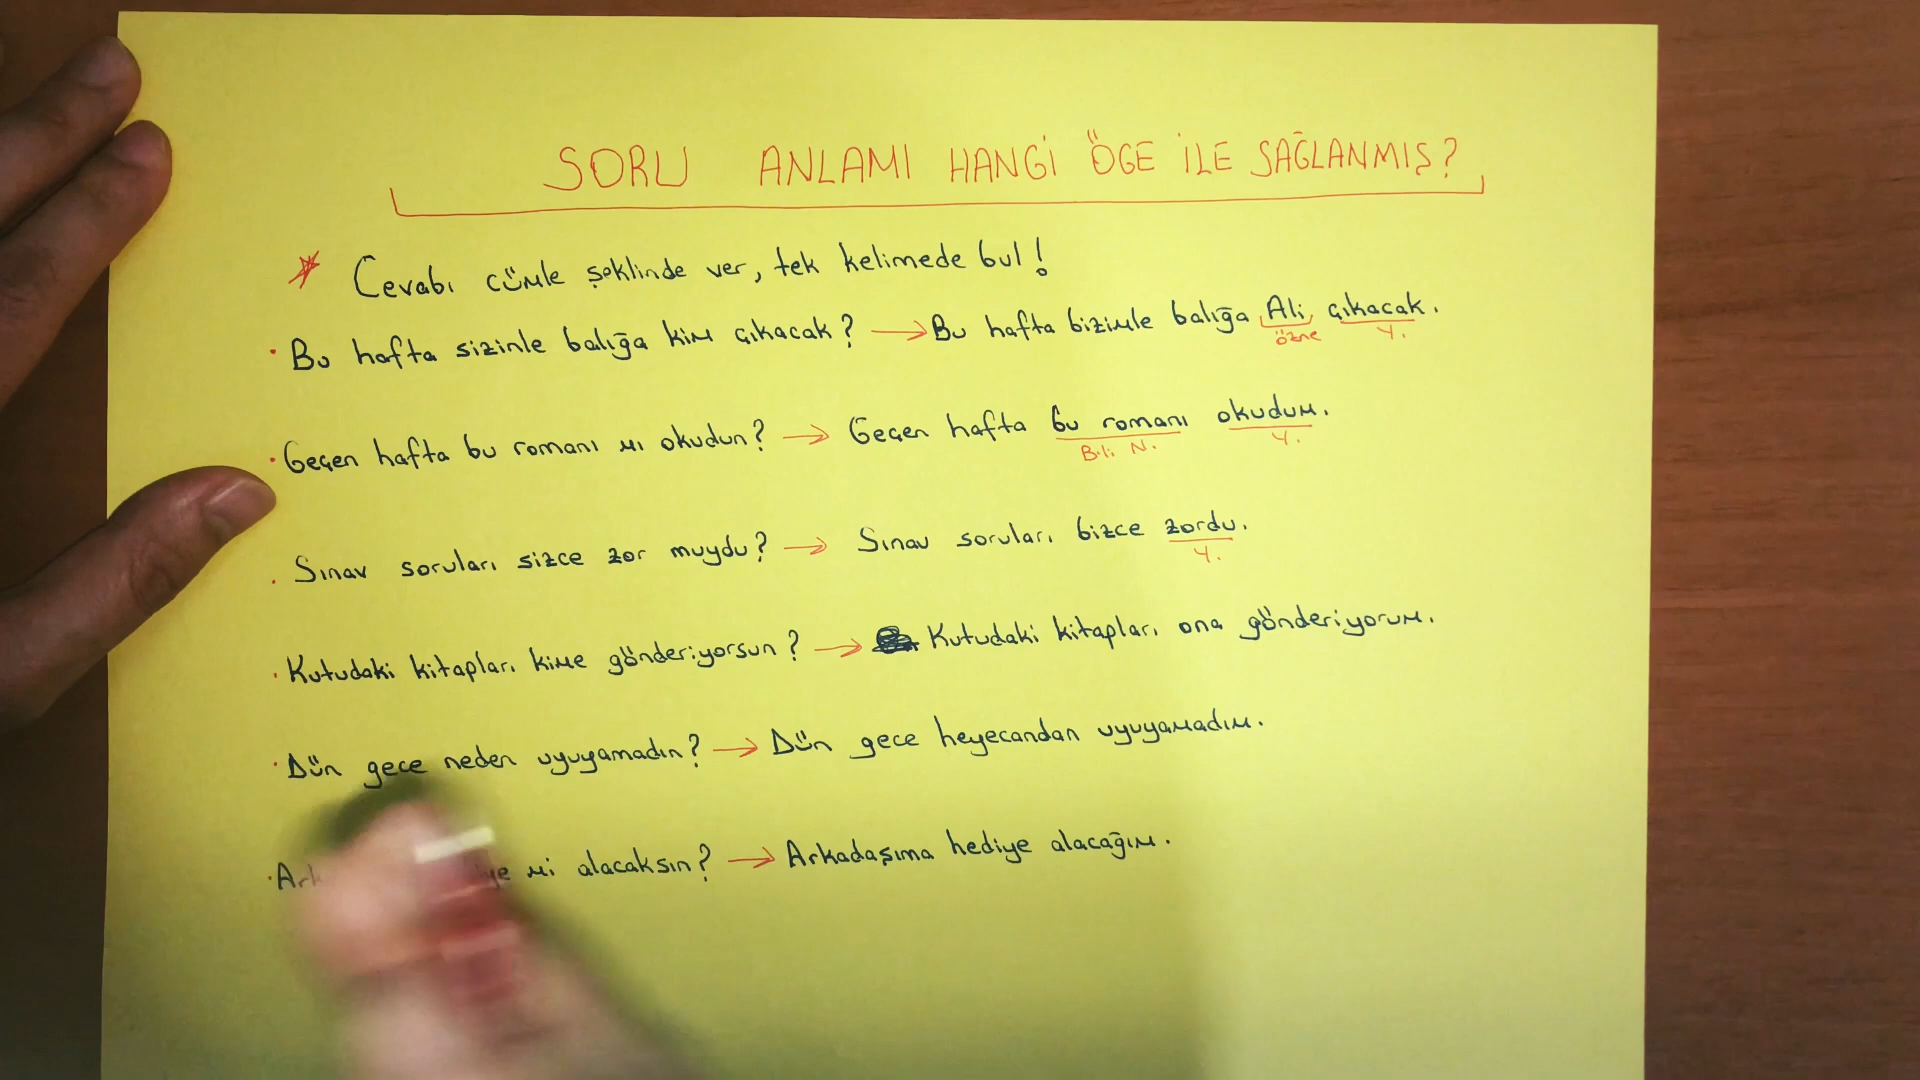 SORU ANLAMI HANGİ ÖGE İLE SAĞLANMIŞ?
Cevabı cümle şeklinde ver, tek kelimede bul!
Bu hafta sizinle balığa kim çıkacak? → Bu hafta bizimle balığa Ali çıkacak.
özne Y.
Geçen hafta bu romanı mı okudun? → Geçen hafta bu romanı okudum.
B.li N. Y.
Sınav soruları sizce zor muydu? → Sınav soruları bizce zordu.
Y.
Kutudaki kitapları kime gönderiyorsun? → Kutudaki kitapları ona gönderiyorum.
Dün gece neden uyuyamadın? → Dün gece heyecandan uyuyamadım.
mi alacaksın? → Arkadaşıma hediye alacağım.